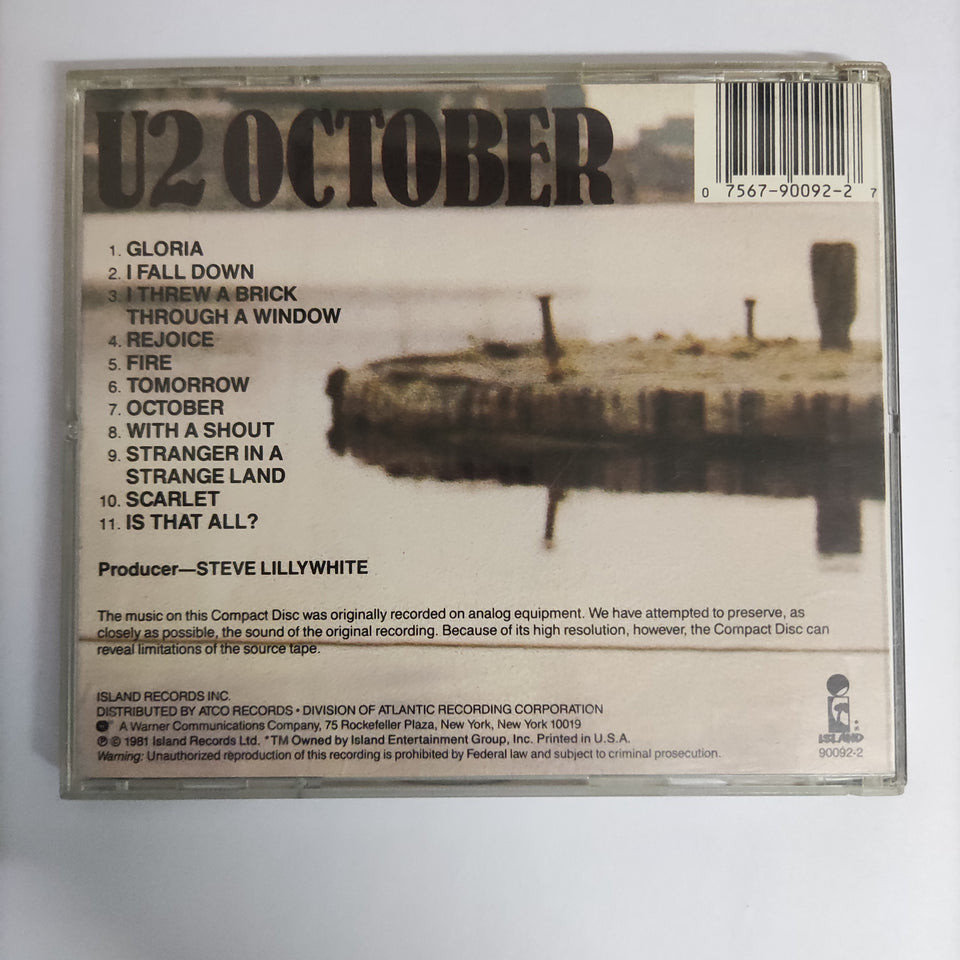 U2 OCTOBER
0 7567-90092-2 7
1. GLORIA
2. I FALL DOWN
3. I THREW A BRICK
THROUGH A WINDOW
4. REJOICE
5. FIRE
6. TOMORROW
7. OCTOBER
8. WITH A SHOUT
9. STRANGER IN A
STRANGE LAND
10. SCARLET
11. IS THAT ALL?
Producer—STEVE LILLYWHITE
The music on this Compact Disc was originally recorded on analog equipment. We have attempted to preserve, as
closely as possible, the sound of the original recording. Because of its high resolution, however, the Compact Disc can
reveal limitations of the source tape.
ISLAND RECORDS INC.
DISTRIBUTED BY ATCO RECORDS • DIVISION OF ATLANTIC RECORDING CORPORATION
A Warner Communications Company, 75 Rockefeller Plaza, New York, New York 10019
℗ © 1981 Island Records Ltd. *TM Owned by Island Entertainment Group, Inc. Printed in U.S.A.
Warning: Unauthorized reproduction of this recording is prohibited by Federal law and subject to criminal prosecution.
ISLAND
90092-2